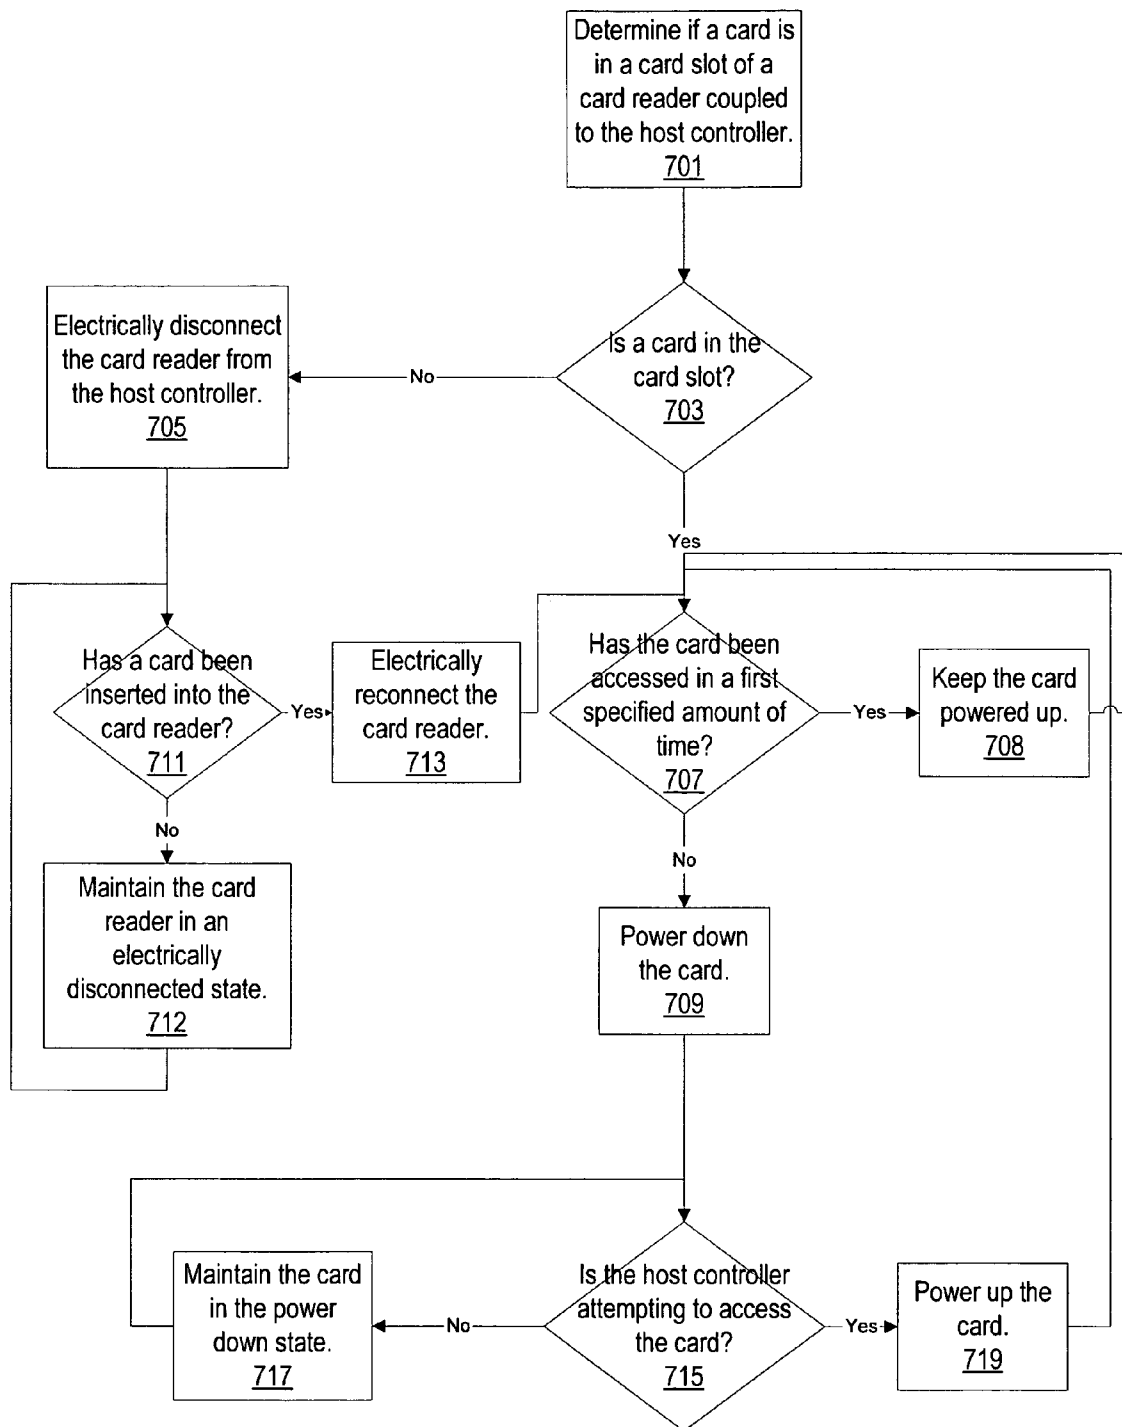 Determine if a card is
in a card slot of a
card reader coupled
to the host controller.
701
Is a card in the
card slot?
703
No
Electrically disconnect
the card reader from
the host controller.
705
Yes
Has a card been
inserted into the
card reader?
711
Yes
Electrically
reconnect the
card reader.
713
Has the card been
accessed in a first
specified amount of
time?
707
Yes
Keep the card
powered up.
708
No
Maintain the card
reader in an
electrically
disconnected state.
712
No
Power down
the card.
709
Maintain the card
in the power
down state.
717
No
Is the host controller
attempting to access
the card?
715
Yes
Power up the
card.
719